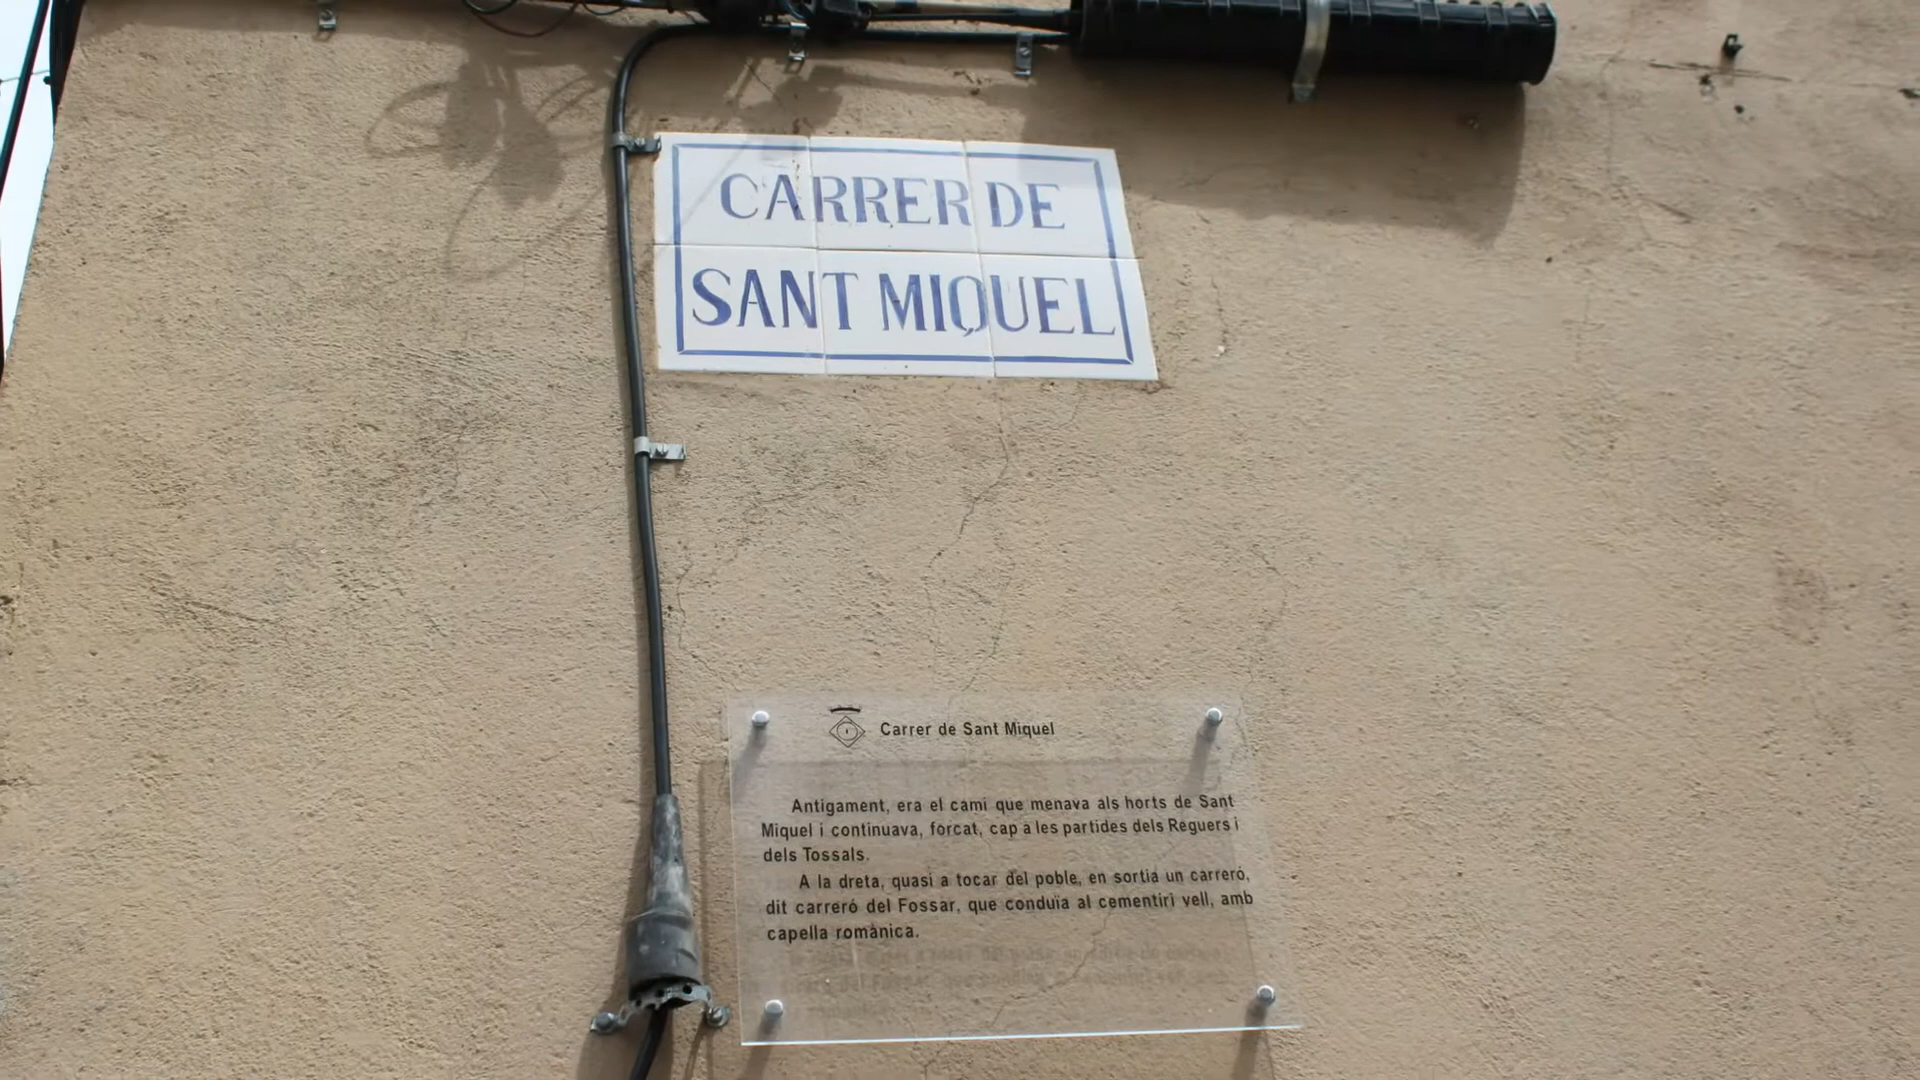 CARRER DE
SANT MIQUEL
Carrer de Sant Miquel
Antigament, era el camí que menava als horts de Sant
Miquel i continuava, forcat, cap a les partides dels Reguers i
dels Tossals.
A la dreta, quasi a tocar del poble, en sortia un carreró,
dit carreró del Fossar, que conduïa al cementiri vell, amb
capella romànica.